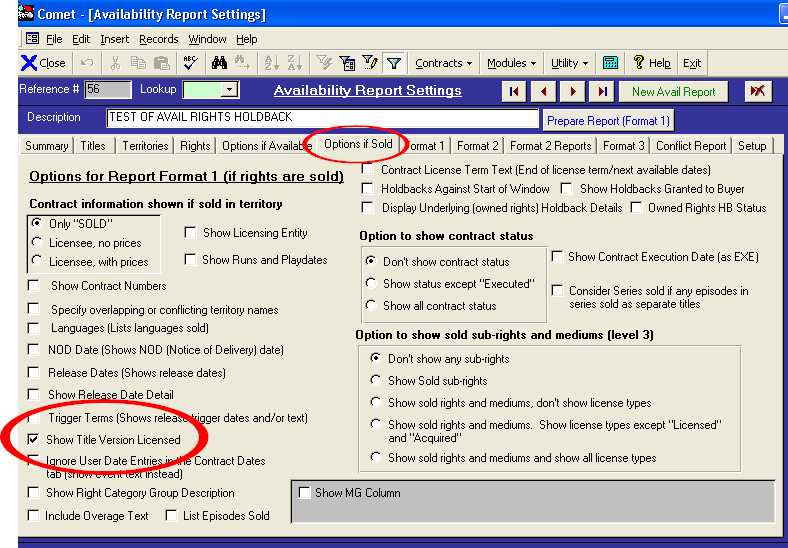 Comet - [Availability Report Settings]
File Edit Insert Records Window Help
Close Contracts Modules Utility Help Exit
Reference # 56 Lookup Availability Report Settings New Avail Report
Description TEST OF AVAIL RIGHTS HOLDBACK Prepare Report (Format 1)
Summary Titles Territories Rights Options if Available Options if Sold Format 1 Format 2 Format 2 Reports Format 3 Conflict Report Setup
Options for Report Format 1 (if rights are sold)
Contract information shown if sold in territory
Only "SOLD"
Licensee, no prices
Licensee, with prices
Show Licensing Entity
Show Runs and Playdates
Show Contract Numbers
Specify overlapping or conflicting territory names
Languages (Lists languages sold)
NOD Date (Shows NOD (Notice of Delivery) date)
Release Dates (Shows release dates)
Show Release Date Detail
Trigger Terms (Shows release trigger dates and/or text)
Show Title Version Licensed
Ignore User Date Entries in the Contract Dates
tab (show event text instead)
Show Right Category Group Description
Include Overage Text List Episodes Sold
Contract License Term Text (End of license term/next available dates)
Holdbacks Against Start of Window Show Holdbacks Granted to Buyer
Display Underlying (owned rights) Holdback Details Owned Rights HB Status
Option to show contract status
Don't show contract status
Show status except "Executed"
Show all contract status
Show Contract Execution Date (as EXE)
Consider Series sold if any episodes in
series sold as separate titles
Option to show sold sub-rights and mediums (level 3)
Don't show any sub-rights
Show Sold sub-rights
Show sold rights and mediums, don't show license types
Show sold rights and mediums. Show license types except "Licensed"
and "Acquired"
Show sold rights and mediums and show all license types
Show MG Column